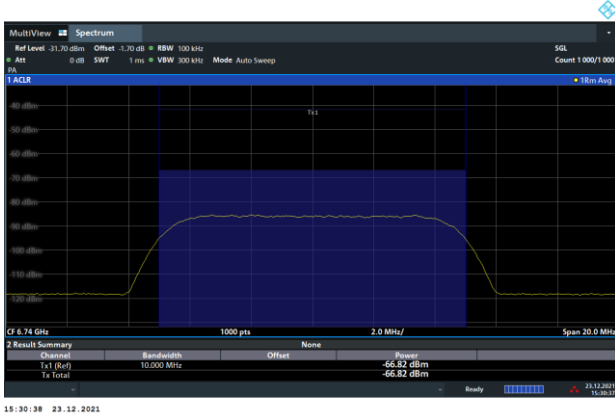 MultiView Spectrum
Ref Level -31.70 dBm Offset -1.70 dB RBW 100 kHz SGL
Att 0 dB SWT 1 ms VBW 300 kHz Mode Auto Sweep Count 1000/1000
PA
1 ACLR 1Rm Avg
Tx1
-40 dBm
-50 dBm
-60 dBm
-70 dBm
-80 dBm
-90 dBm
-100 dBm
-110 dBm
-120 dBm
CF 6.74 GHz 1000 pts 2.0 MHz/ Span 20.0 MHz
2 Result Summary None
Channel Bandwidth Offset Power
Tx1 (Ref) 10.000 MHz -66.82 dBm
Tx Total -66.82 dBm
Ready 23.12.2021
15:30:37
15:30:38 23.12.2021